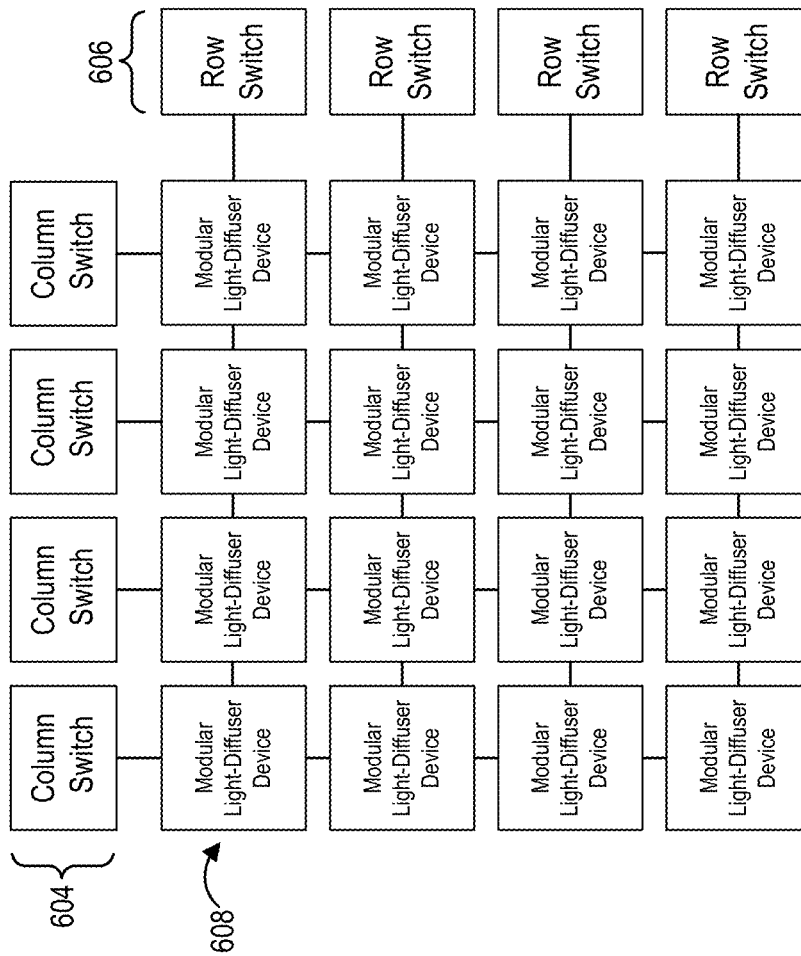 604
Column
Switch
Column
Switch
Column
Switch
Column
Switch
606
608
Modular
Light-Diffuser
Device
Modular
Light-Diffuser
Device
Modular
Light-Diffuser
Device
Modular
Light-Diffuser
Device
Row
Switch
Modular
Light-Diffuser
Device
Modular
Light-Diffuser
Device
Modular
Light-Diffuser
Device
Modular
Light-Diffuser
Device
Row
Switch
Modular
Light-Diffuser
Device
Modular
Light-Diffuser
Device
Modular
Light-Diffuser
Device
Modular
Light-Diffuser
Device
Row
Switch
Modular
Light-Diffuser
Device
Modular
Light-Diffuser
Device
Modular
Light-Diffuser
Device
Modular
Light-Diffuser
Device
Row
Switch